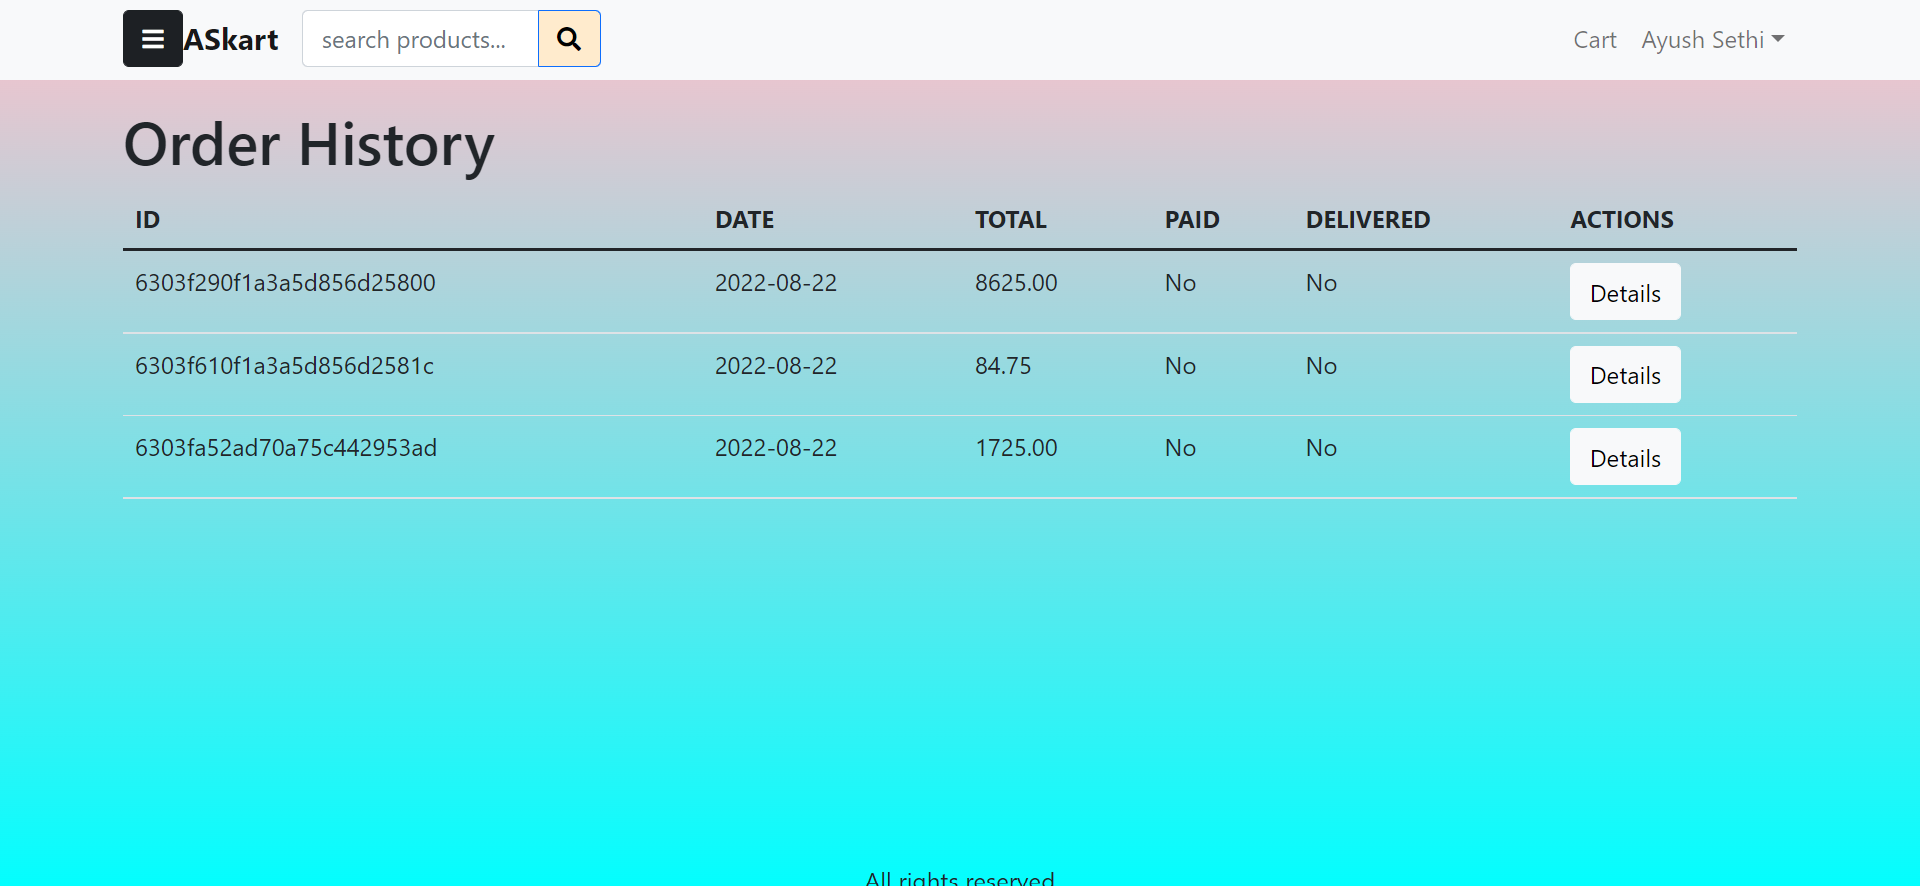 ASkart search products... Cart Ayush Sethi
Order History
ID DATE TOTAL PAID DELIVERED ACTIONS
6303f290f1a3a5d856d25800 2022-08-22 8625.00 No No Details
6303f610f1a3a5d856d2581c 2022-08-22 84.75 No No Details
6303fa52ad70a75c442953ad 2022-08-22 1725.00 No No Details
All rights reserved